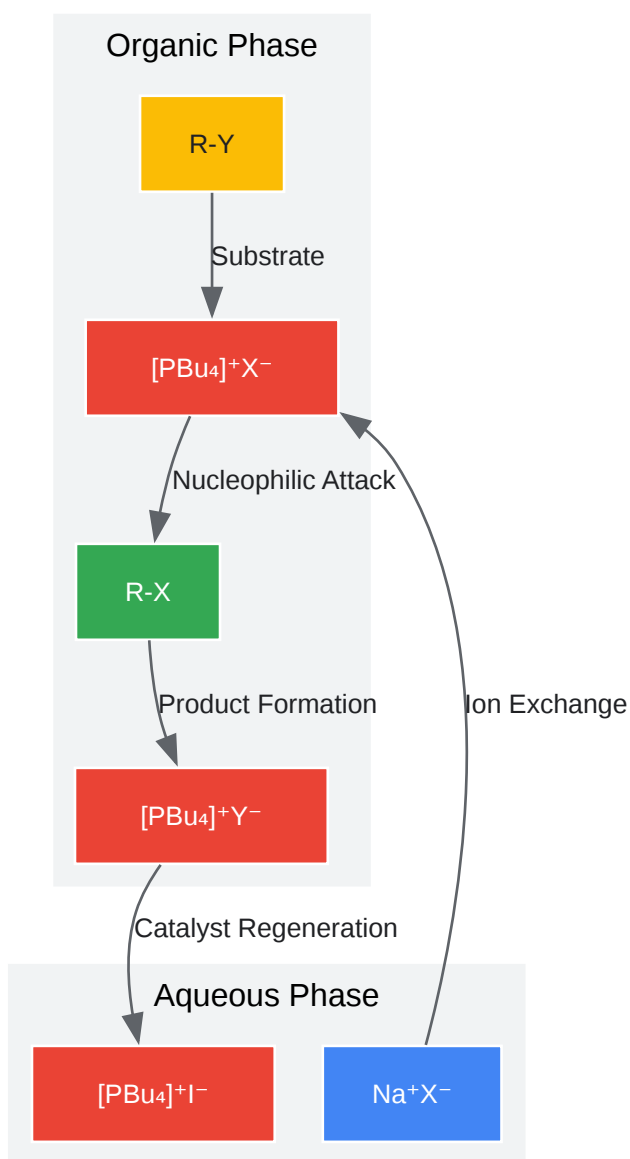 Organic Phase
R-Y
Substrate
[PBu₄]⁺X⁻
Nucleophilic Attack
R-X
Product Formation
Ion Exchange
[PBu₄]⁺Y⁻
Catalyst Regeneration
Aqueous Phase
[PBu₄]⁺I⁻
Na⁺X⁻